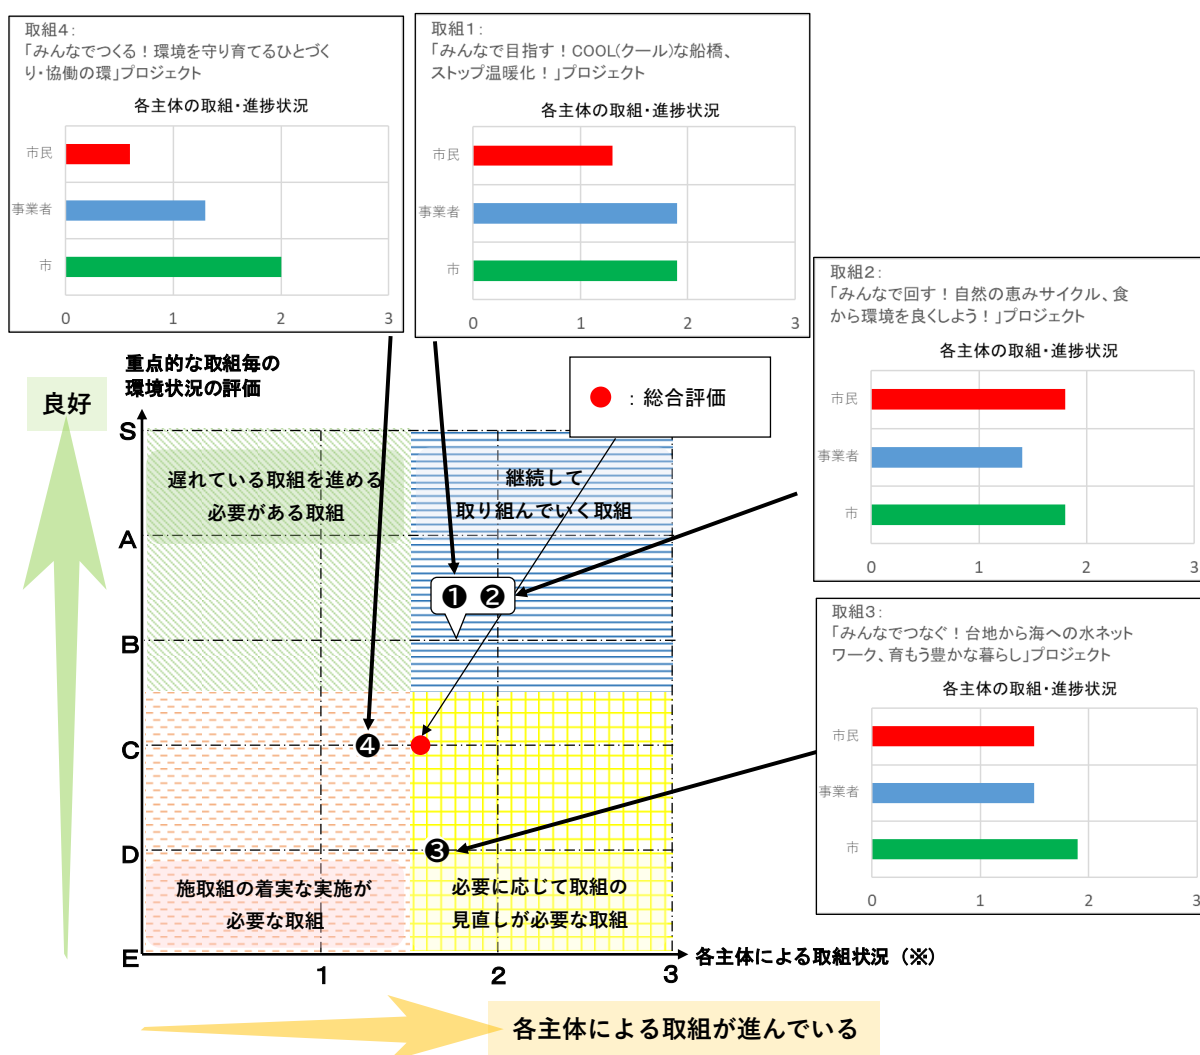 取組4:
「みんなでつくる！環境を守り育てるひとづく
り・協働の環」プロジェクト
各主体の取組・進捗状況
市民
事業者
市
0 1 2 3
取組1:
「みんなで目指す！COOL(クール)な船橋、
ストップ温暖化！」プロジェクト
各主体の取組・進捗状況
市民
事業者
市
0 1 2 3
取組2:
「みんなで回す！自然の恵みサイクル、食
から環境を良くしよう！」プロジェクト
各主体の取組・進捗状況
市民
事業者
市
0 1 2 3
取組3:
「みんなでつなぐ！台地から海への水ネット
ワーク、育もう豊かな暮らし」プロジェクト
各主体の取組・進捗状況
市民
事業者
市
0 1 2 3
重点的な取組毎の
環境状況の評価
良好
：総合評価
S
遅れている取組を進める
必要がある取組
継続して
取り組んでいく取組
A
❶ ❷
B
C
❹
D
❸
施取組の着実な実施が
必要な取組
必要に応じて取組の
見直しが必要な取組
E
1 2 3
各主体による取組状況（※）
各主体による取組が進んでいる